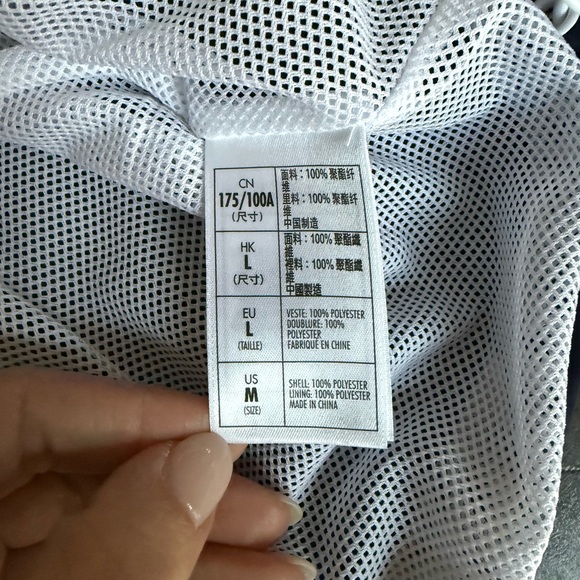 CN
175/100A
(尺寸)
面料：100% 聚酯纤
维
里料：100% 聚酯纤
维
中国制造
HK
L
(尺寸)
面料：100% 聚酯纖
維
裡料：100% 聚酯纖
維
中國製造
EU
L
(TAILLE)
VESTE: 100% POLYESTER
DOUBLURE: 100%
POLYESTER
FABRIQUÉ EN CHINE
US
M
(SIZE)
SHELL: 100% POLYESTER
LINING: 100% POLYESTER
MADE IN CHINA